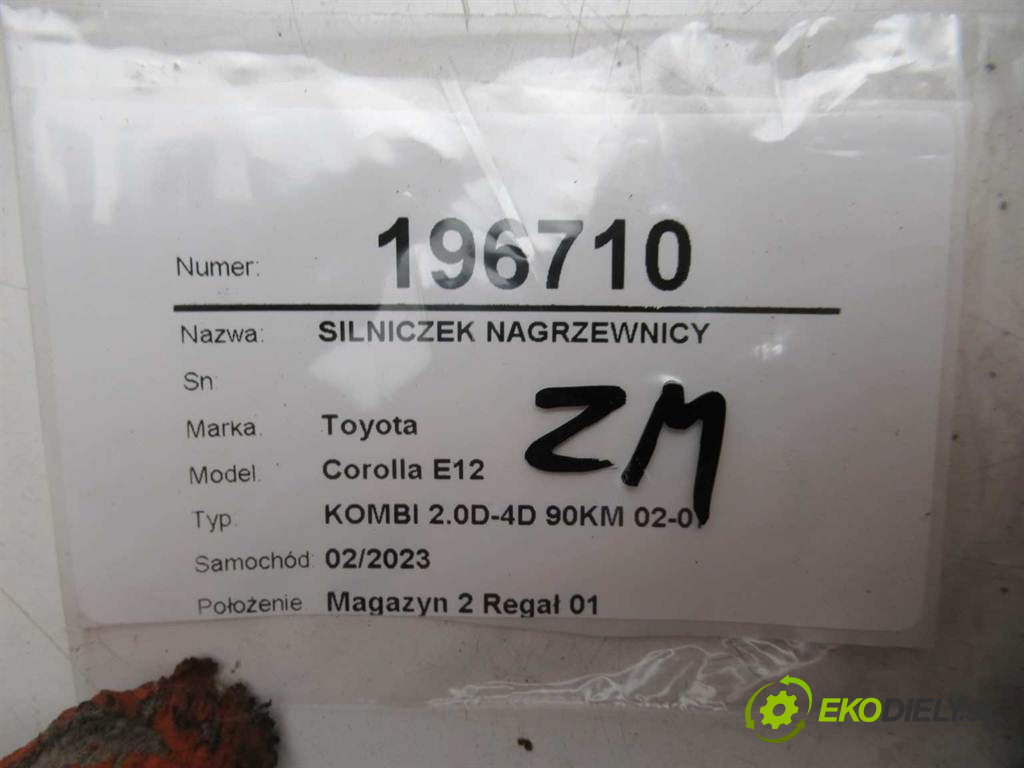 Numer: 196710
Nazwa: SILNICZEK NAGRZEWNICY
Sn
Marka. Toyota
Model. Corolla E12
ZM
Typ KOMBI 2.0D-4D 90KM 02-0
Samochód: 02/2023
Położenie Magazyn 2 Regał 01
EKODIELY